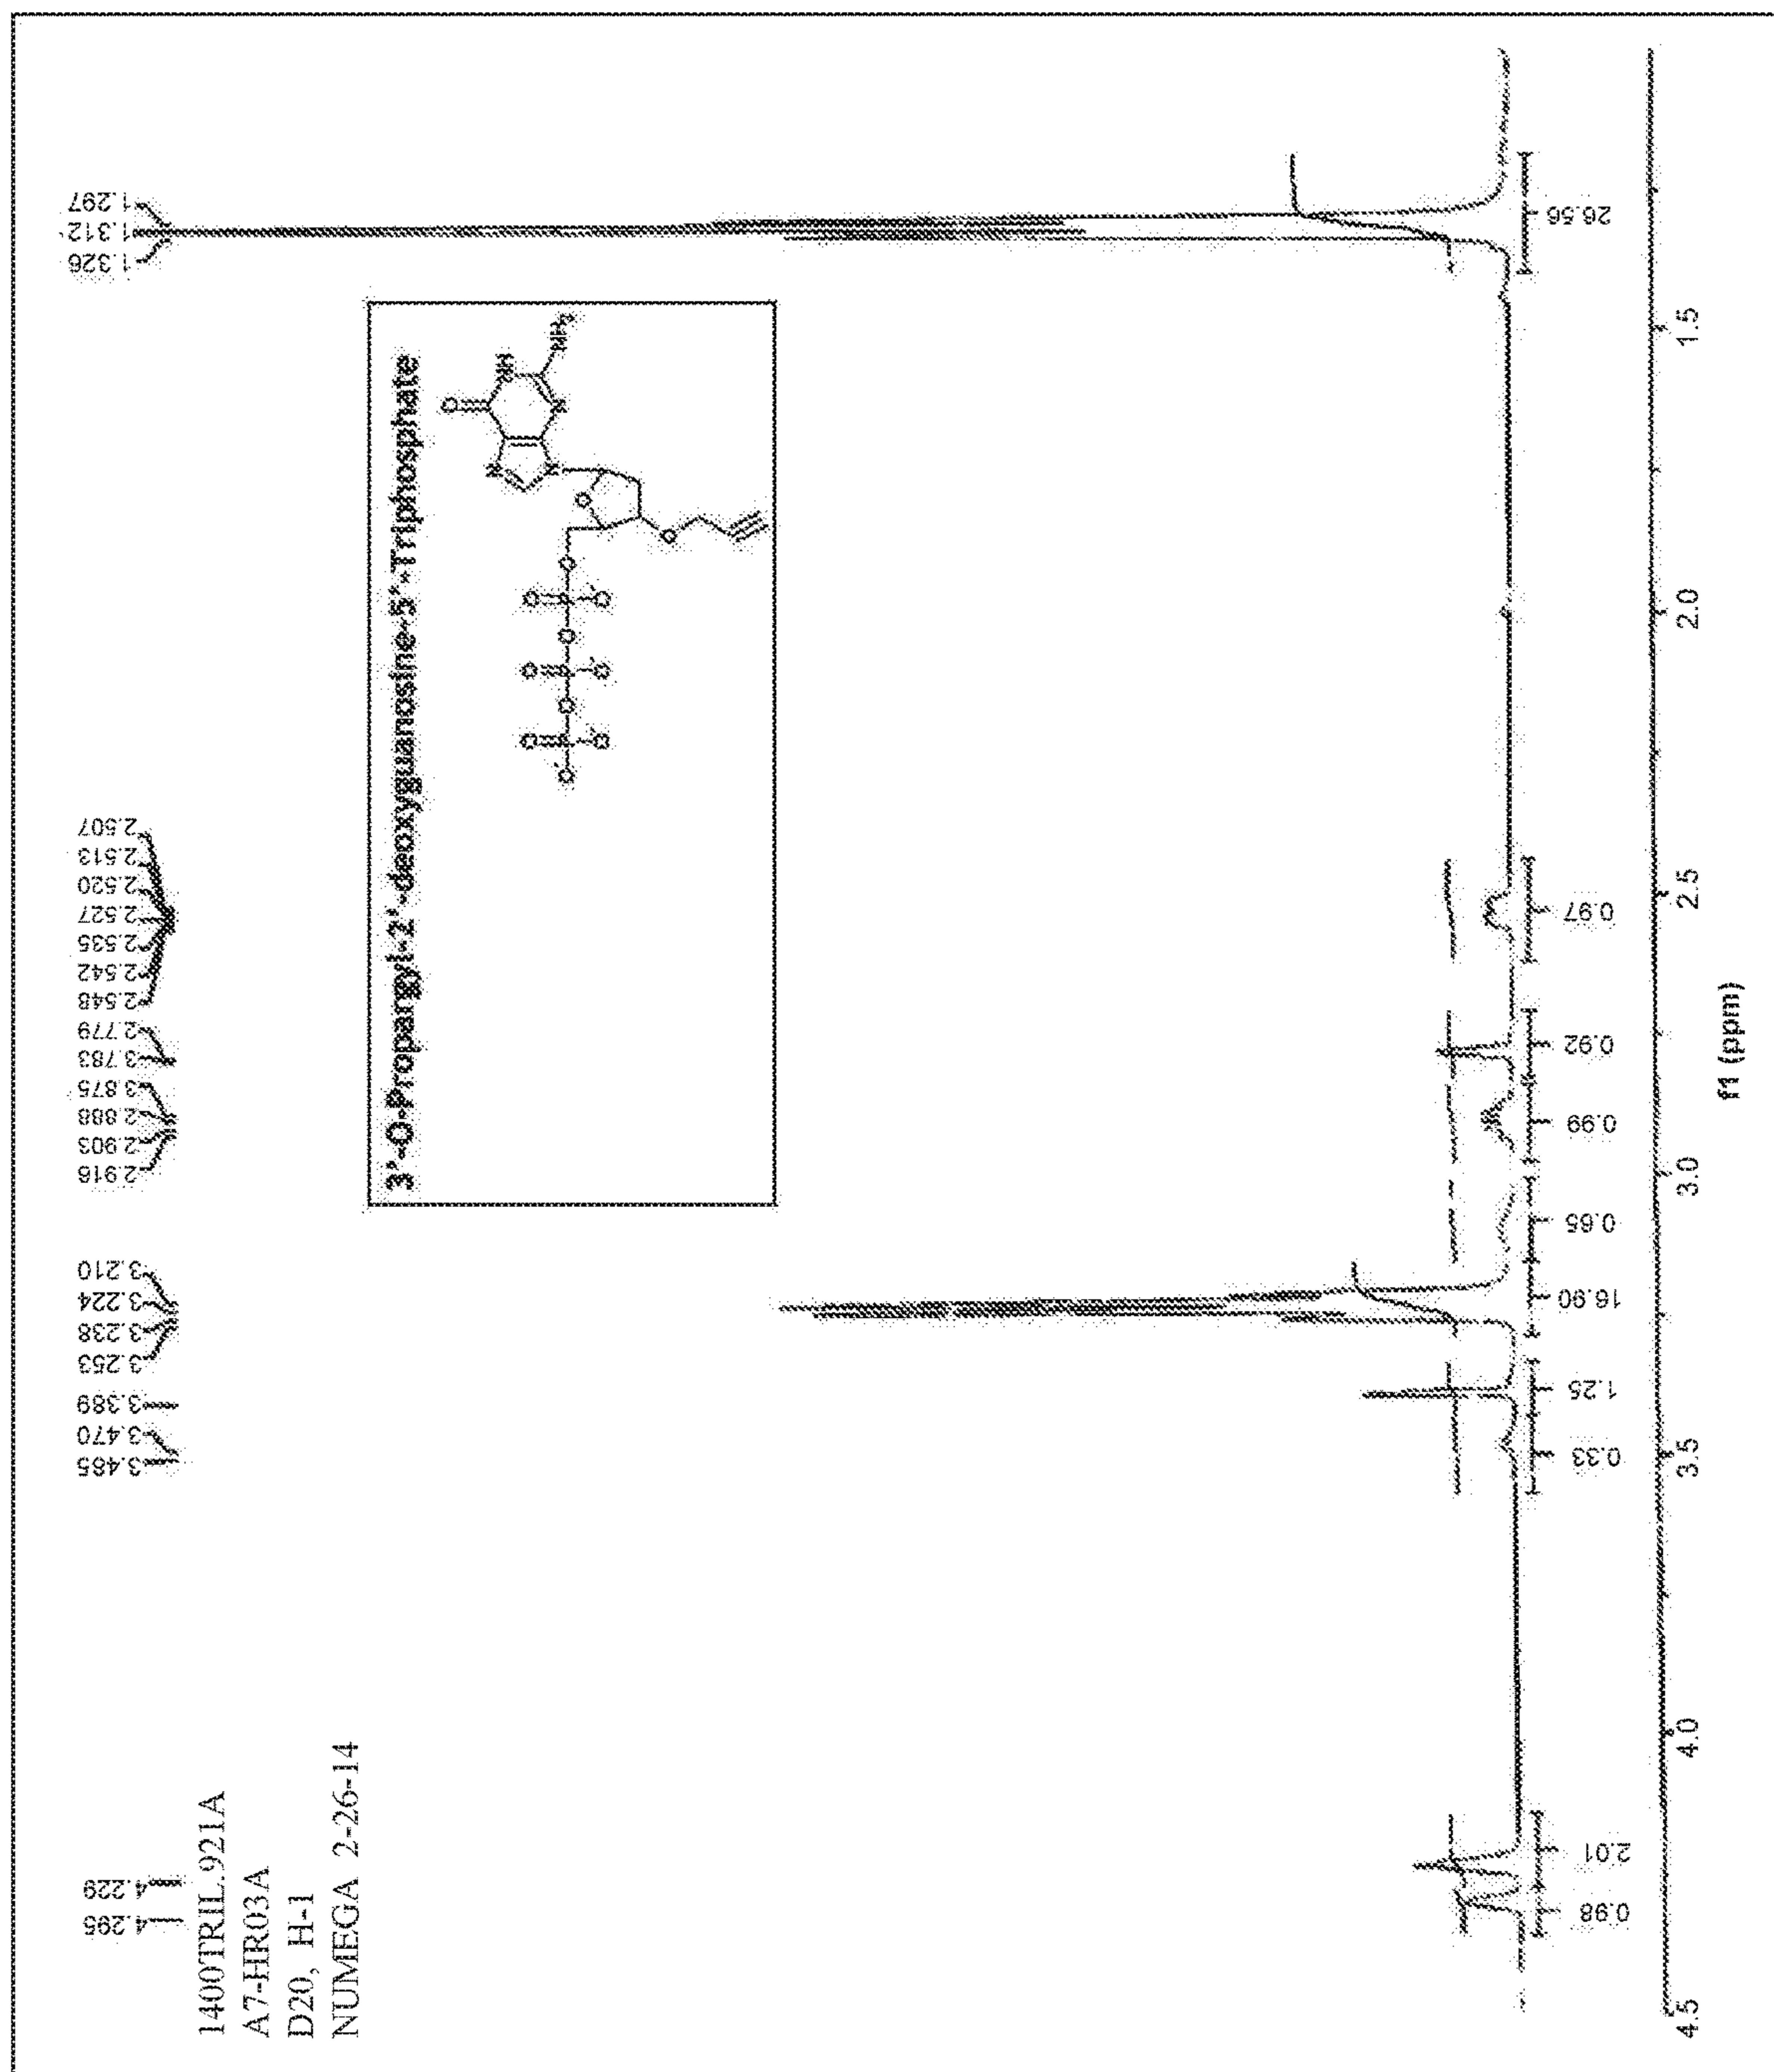 1400TRIL.921A
A7-HR03A
D20, H-1
NUMEGA 2-26-14
4.295
4.229
3.485
3.470
3.389
3.253
3.238
3.224
3.210
2.916
2.903
2.888
3.875
3.783
2.779
2.548
2.542
2.535
2.527
2.520
2.513
2.507
1.326
1.312
1.297
3'-O-Propargyl-2'-deoxyguanosine-5'-Triphosphate
O
N
NH
N
N
NH2
O
O
O
O
O
O
O
O
O
O-
O-
O-
O-
0.98
2.01
0.33
1.25
16.90
0.65
0.99
0.92
0.97
26.56
4.5
4.0
3.5
3.0
2.5
2.0
1.5
f1 (ppm)